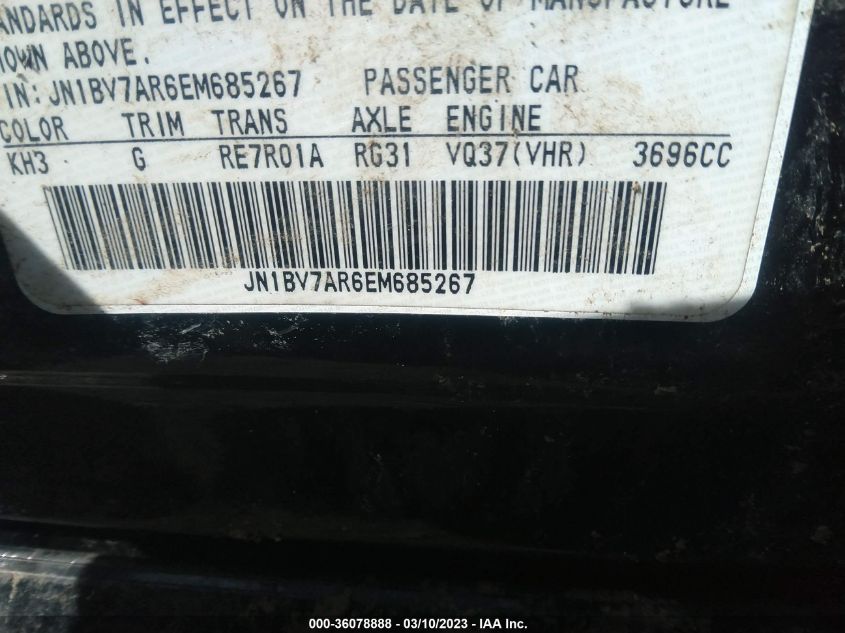 ANDARDS IN EFFECT ON THE DATE OF MANUFACTURE
HOWN ABOVE.
IN: JN1BV7AR6EM685267 PASSENGER CAR
COLOR TRIM TRANS AXLE ENGINE
KH3 G RE7R01A RG31 VQ37(VHR) 3696CC
JN1BV7AR6EM685267
000-36078888 — 03/10/2023 — IAA Inc.